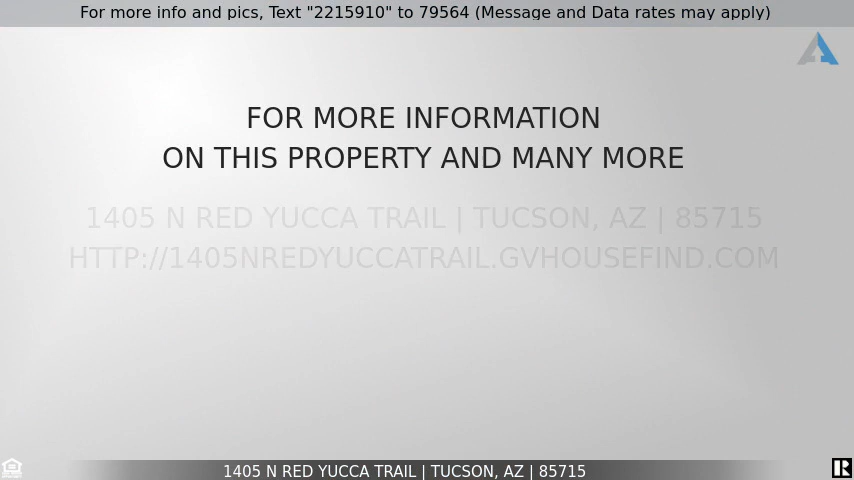 For more info and pics, Text "2215910" to 79564 (Message and Data rates may apply)
FOR MORE INFORMATION
ON THIS PROPERTY AND MANY MORE
1405 N RED YUCCA TRAIL | TUCSON, AZ | 85715
HTTP://1405NREDYUCCATRAIL.GVHOUSEFIND.COM
1405 N RED YUCCA TRAIL | TUCSON, AZ | 85715